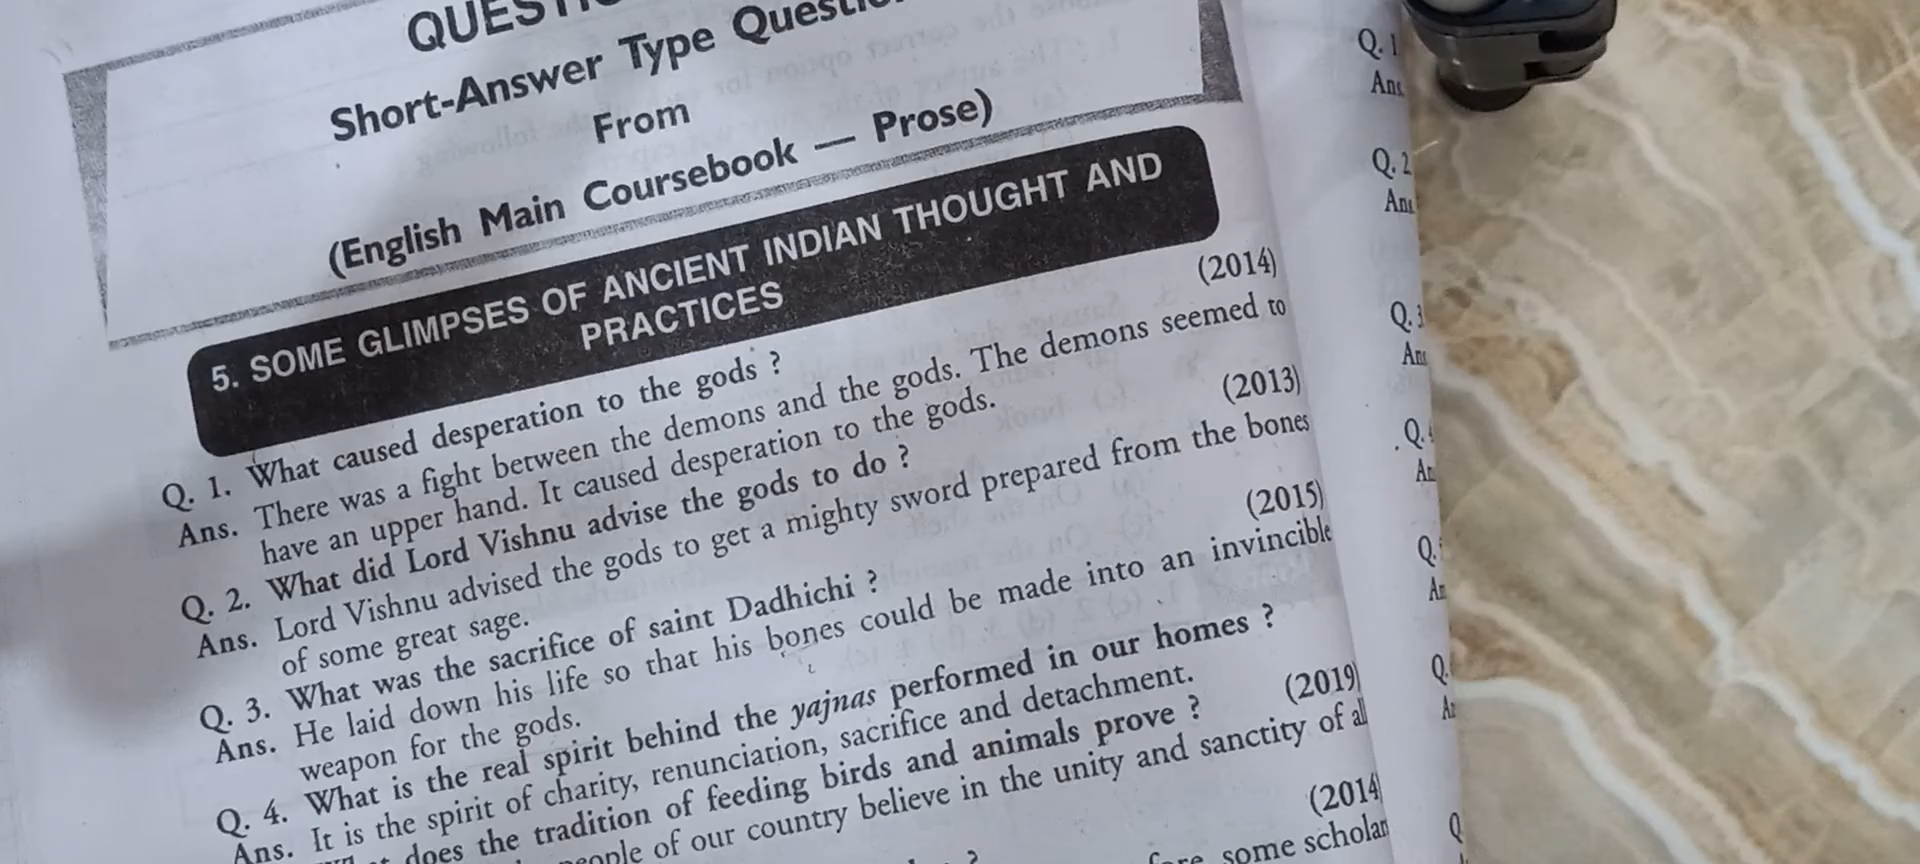 Short-Answer Type
From
(English Main Coursebook — Prose)
5. SOME GLIMPSES OF ANCIENT INDIAN THOUGHT AND
PRACTICES
(2014)
Q. 1. What caused desperation to the gods ?
Ans. There was a fight between the demons and the gods. The demons seemed to
have an upper hand. It caused desperation to the gods.
(2013)
Q. 2. What did Lord Vishnu advise the gods to do ?
Ans. Lord Vishnu advised the gods to get a mighty sword prepared from the bones
of some great sage.
(2015)
Q. 3. What was the sacrifice of saint Dadhichi ?
Ans. He laid down his life so that his bones could be made into an invincible
weapon for the gods.
Q. 4. What is the real spirit behind the yajnas performed in our homes ?
Ans. It is the spirit of charity, renunciation, sacrifice and detachment.
(2019)
does the tradition of feeding birds and animals prove ?
of our country believe in the unity and sanctity of all
(2014
some
Q. 1
Q. 2
Q. 3